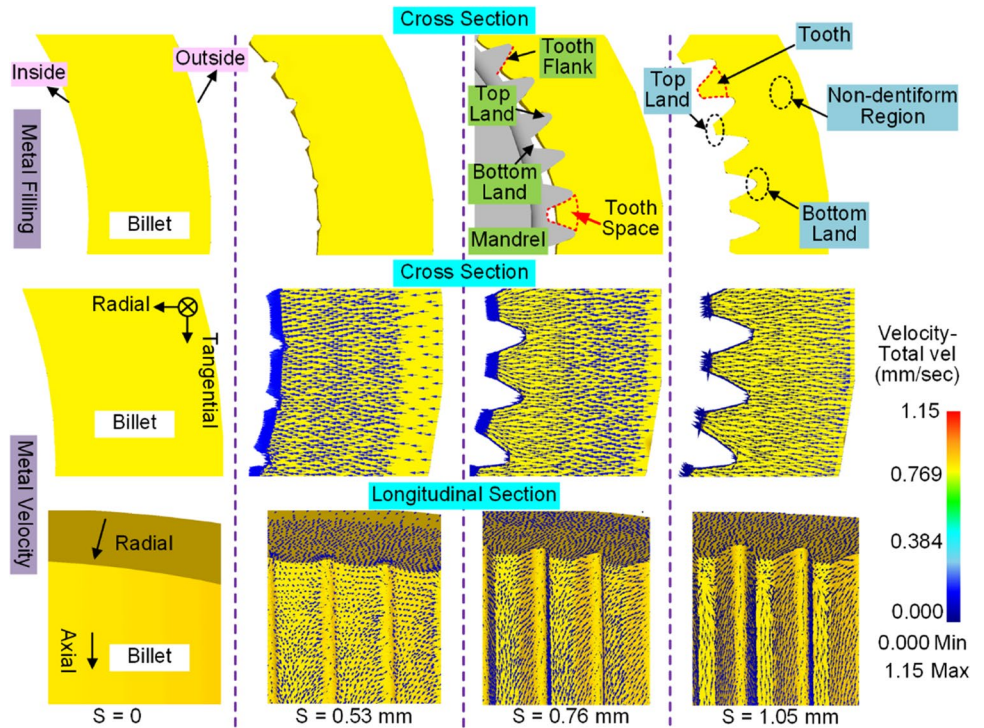 Cross Section
Metal Filling
Inside
Outside
Billet
Tooth
Flank
Top
Land
Bottom
Land
Mandrel
Tooth
Space
Top
Land
Tooth
Non-dentiform
Region
Bottom
Land
Cross Section
Metal Velocity
Radial
Tangential
Billet
Velocity-
Total vel
(mm/sec)
1.15
0.769
0.384
0.000
0.000 Min
1.15 Max
Longitudinal Section
Radial
Axial
Billet
S = 0
S = 0.53 mm
S = 0.76 mm
S = 1.05 mm